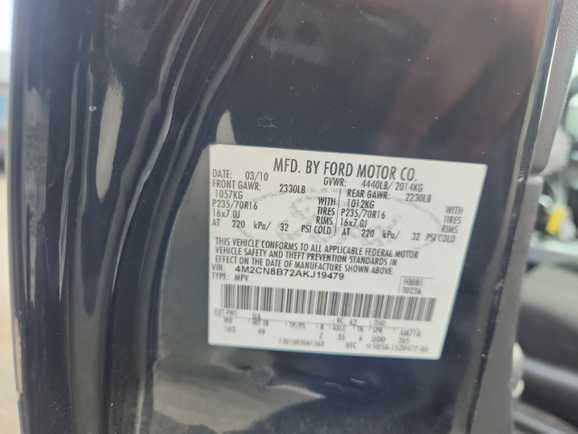 MFD. BY FORD MOTOR CO.
DATE: 03/10 GVWR: 4440LB/2014KG
FRONT GAWR: 2330LB REAR GAWR: 2230LB
1057KG WITH 1012KG WITH
P235/70R16 TIRES P235/70R16 TIRES
16x7.0J RIMS 16x7.0J RIMS
AT 220 kPa/ 32 PSI COLD AT 220 kPa/ 32 PSI COLD
THIS VEHICLE CONFORMS TO ALL APPLICABLE FEDERAL MOTOR
VEHICLE SAFETY AND THEFT PREVENTION STANDARDS IN
EFFECT ON THE DATE OF MANUFACTURE SHOWN ABOVE.
VIN: 4M2CN8B72AKJ19479
TYPE: MPV